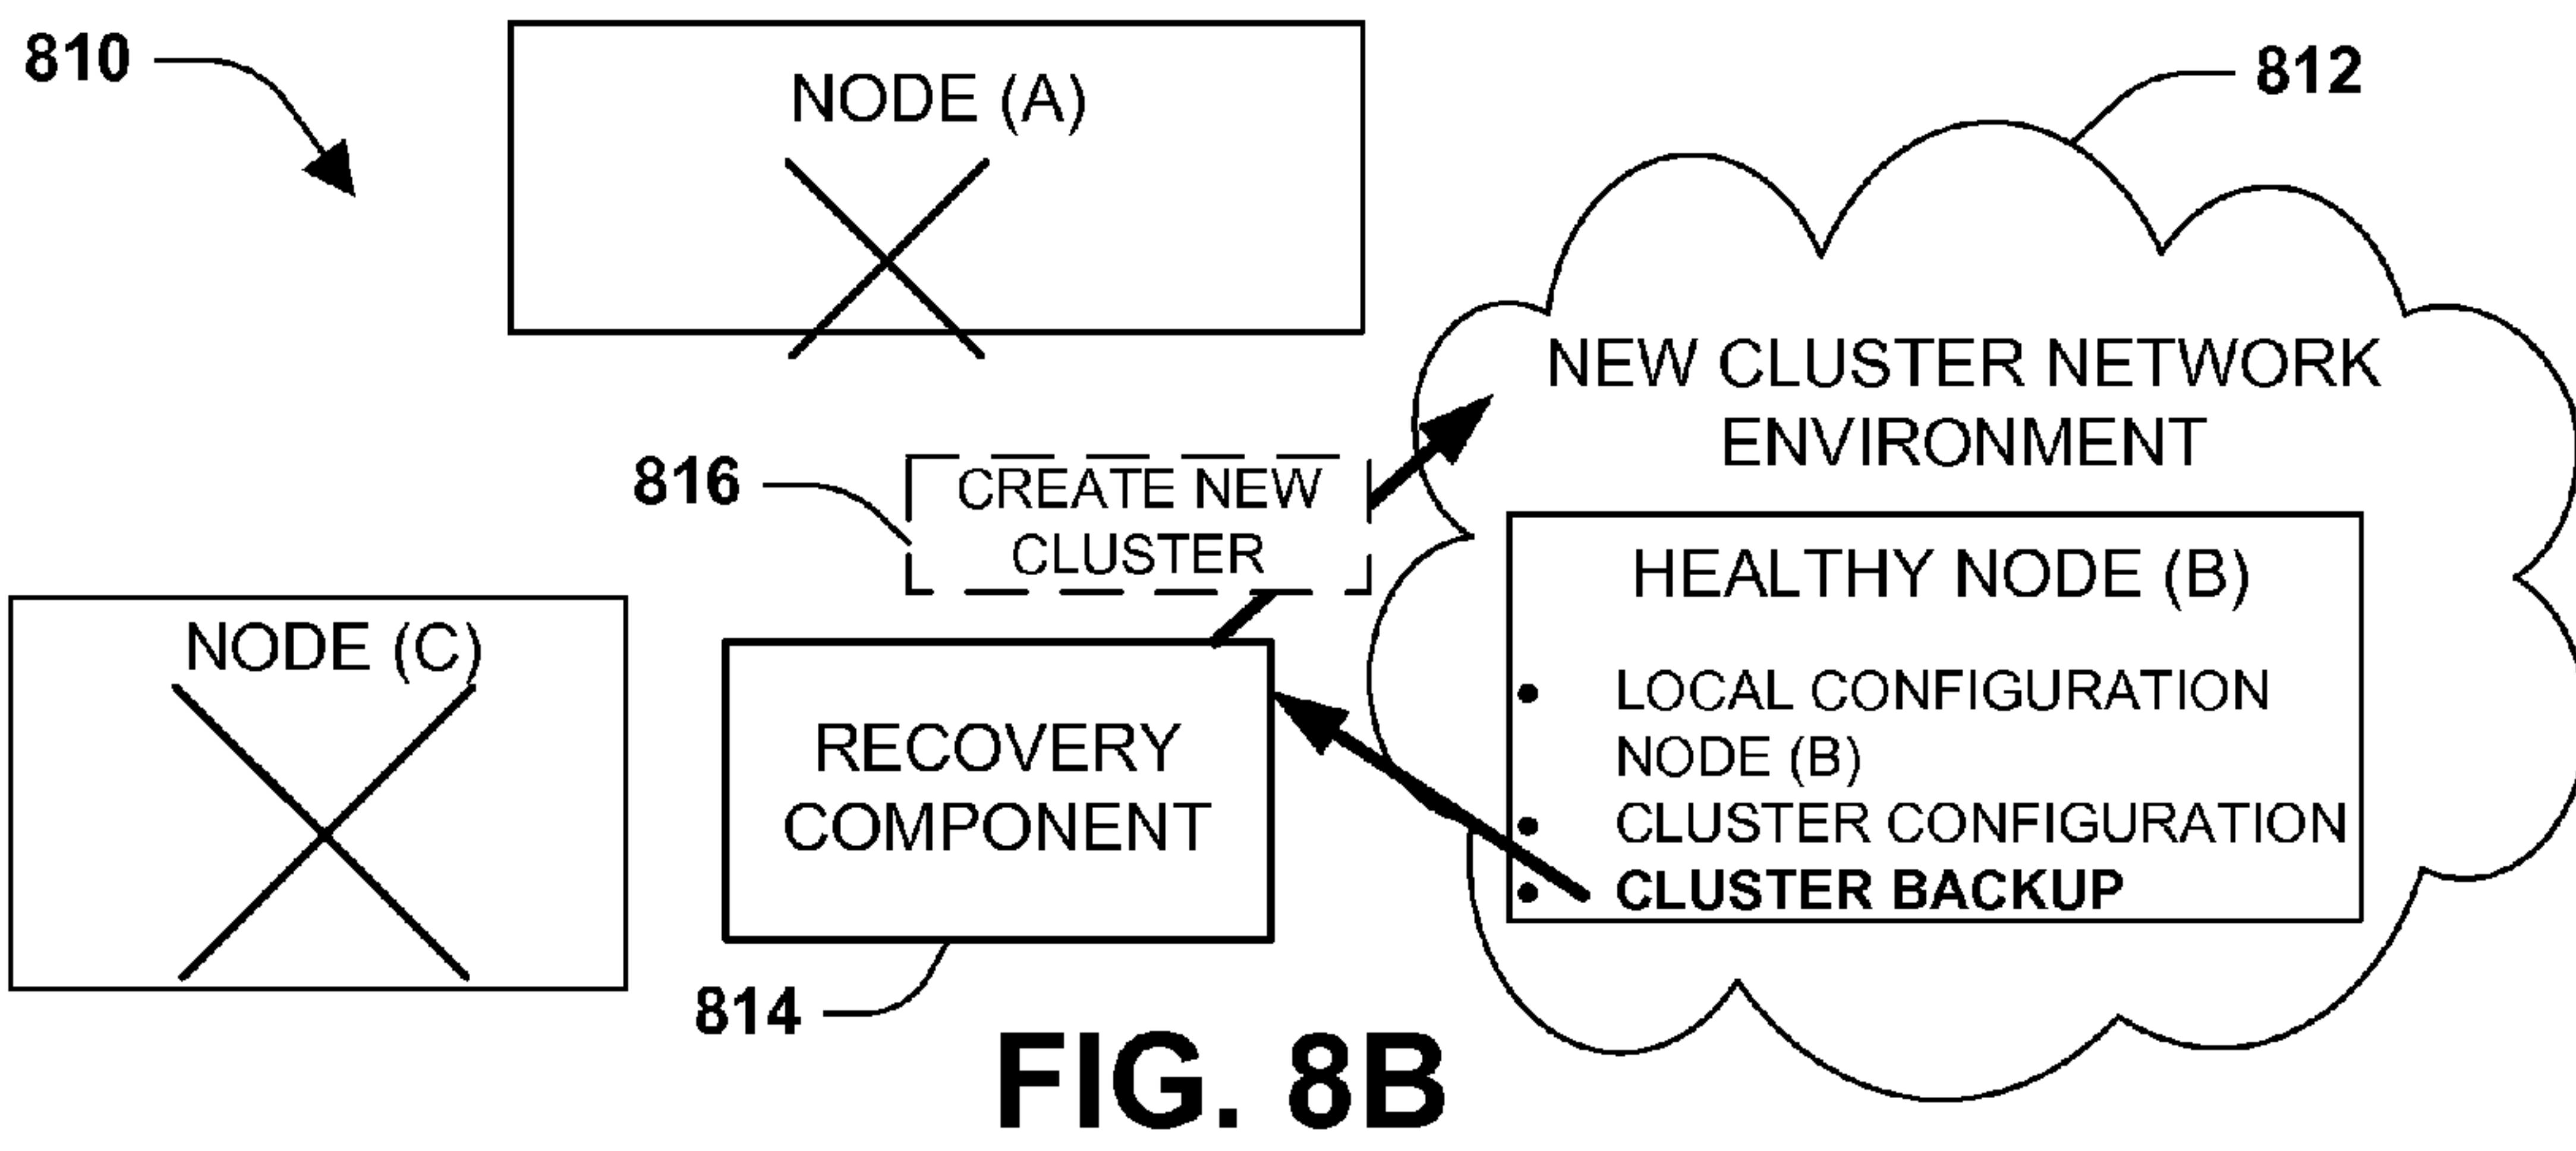 810
NODE (A)
812
NEW CLUSTER NETWORK
ENVIRONMENT
816
CREATE NEW
CLUSTER
HEALTHY NODE (B)
• LOCAL CONFIGURATION
NODE (B)
• CLUSTER CONFIGURATION
• CLUSTER BACKUP
NODE (C)
RECOVERY
COMPONENT
814
FIG. 8B